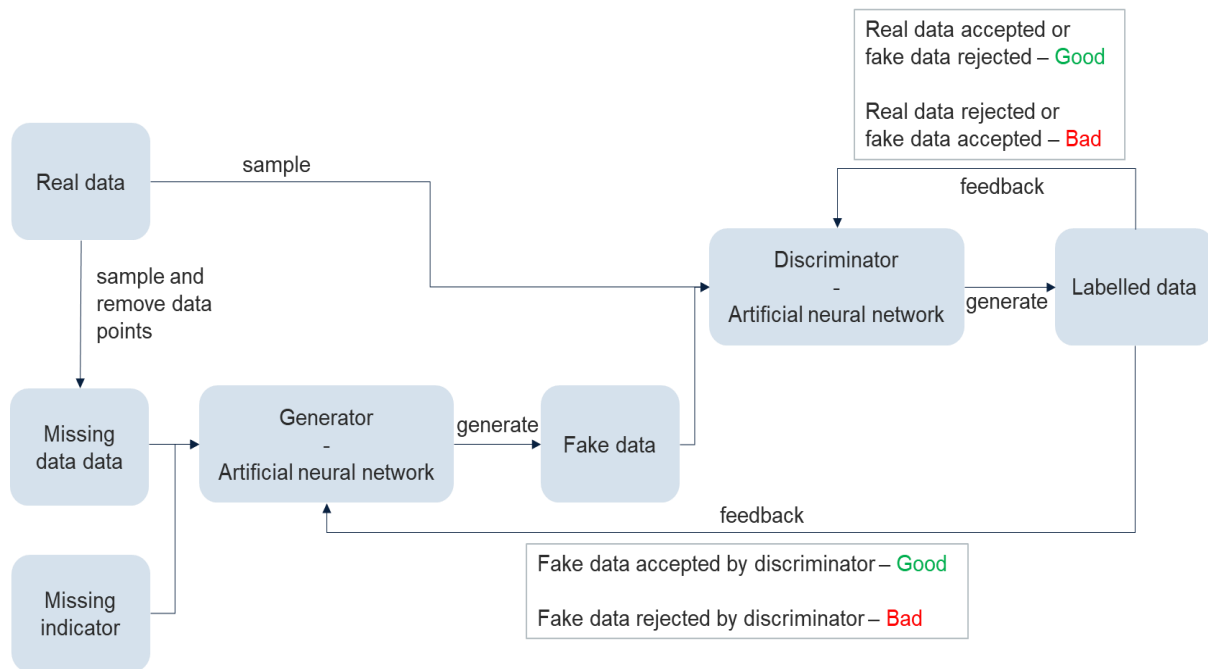 Real data accepted or
fake data rejected – Good
Real data rejected or
fake data accepted – Bad
Real data
sample
feedback
sample and
remove data
points
Discriminator
-
Artificial neural network
generate
Labelled data
Missing
data data
Generator
-
Artificial neural network
generate
Fake data
feedback
Missing
indicator
Fake data accepted by discriminator – Good
Fake data rejected by discriminator – Bad